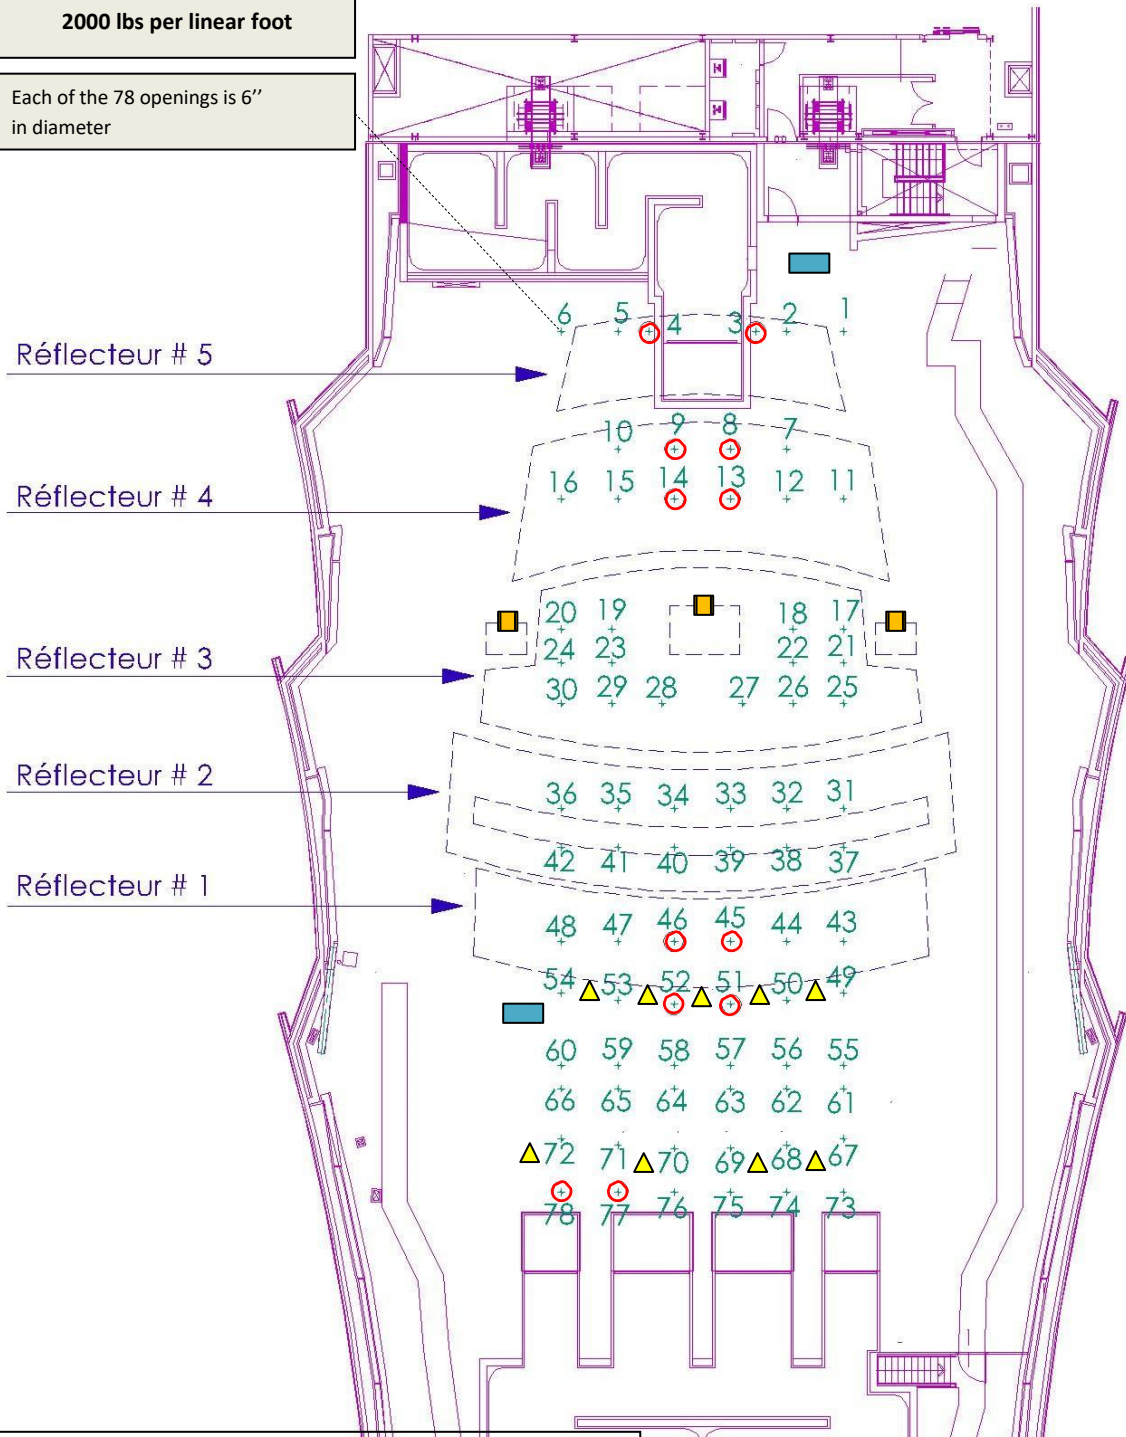 2000 lbs per linear foot
Each of the 78 openings is 6’’
in diameter
6 5 4 3 2 1
Réflecteur # 5
10 9 8 7
16 15 14 13 12 11
Réflecteur # 4
20 19 18 17
24 23 22 21
Réflecteur # 3
30 29 28 27 26 25
Réflecteur # 2
36 35 34 33 32 31
42 41 40 39 38 37
Réflecteur # 1
48 47 46 45 44 43
54 53 52 51 50 49
60 59 58 57 56 55
66 65 64 63 62 61
72 71 70 69 68 67
78 77 76 75 74 73